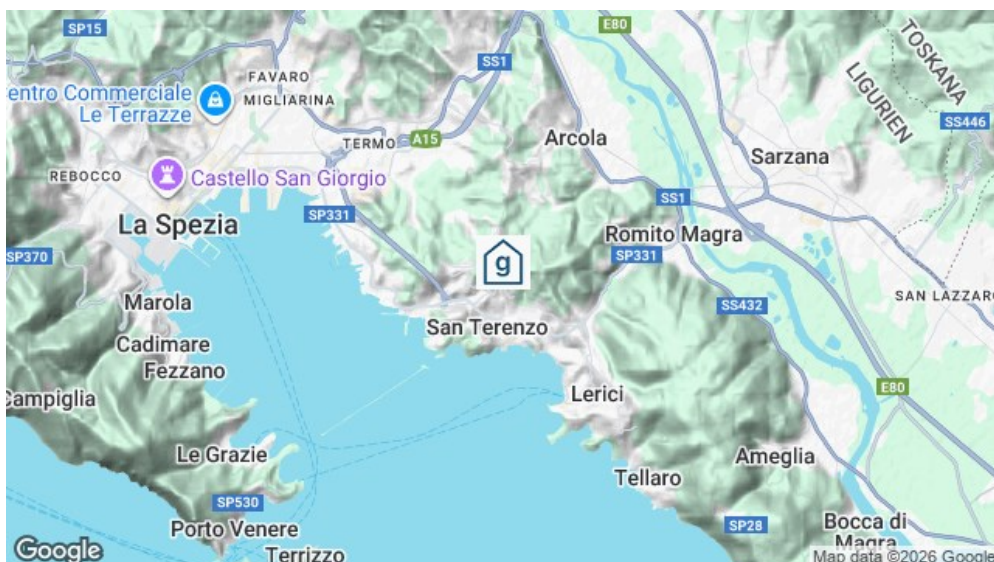 SP15
E80
TOSKANA
SS1
FAVARO
entro Commerciale
Le Terrazze
MIGLIARINA
LIGURIEN
SS446
TERMO
A15
Arcola
Sarzana
REBOCCO
Castello San Giorgio
SS1
La Spezia
SP331
Romito Magra
SP370
g
SP331
SAN LAZZARO
Marola
SS432
San Terenzo
Cadimare
Fezzano
E80
Campiglia
Lerici
Le Grazie
Ameglia
Tellaro
SP530
Porto Venere
SP28
Bocca di
Magra
Google
Terrizzo
Map data ©2026 Google